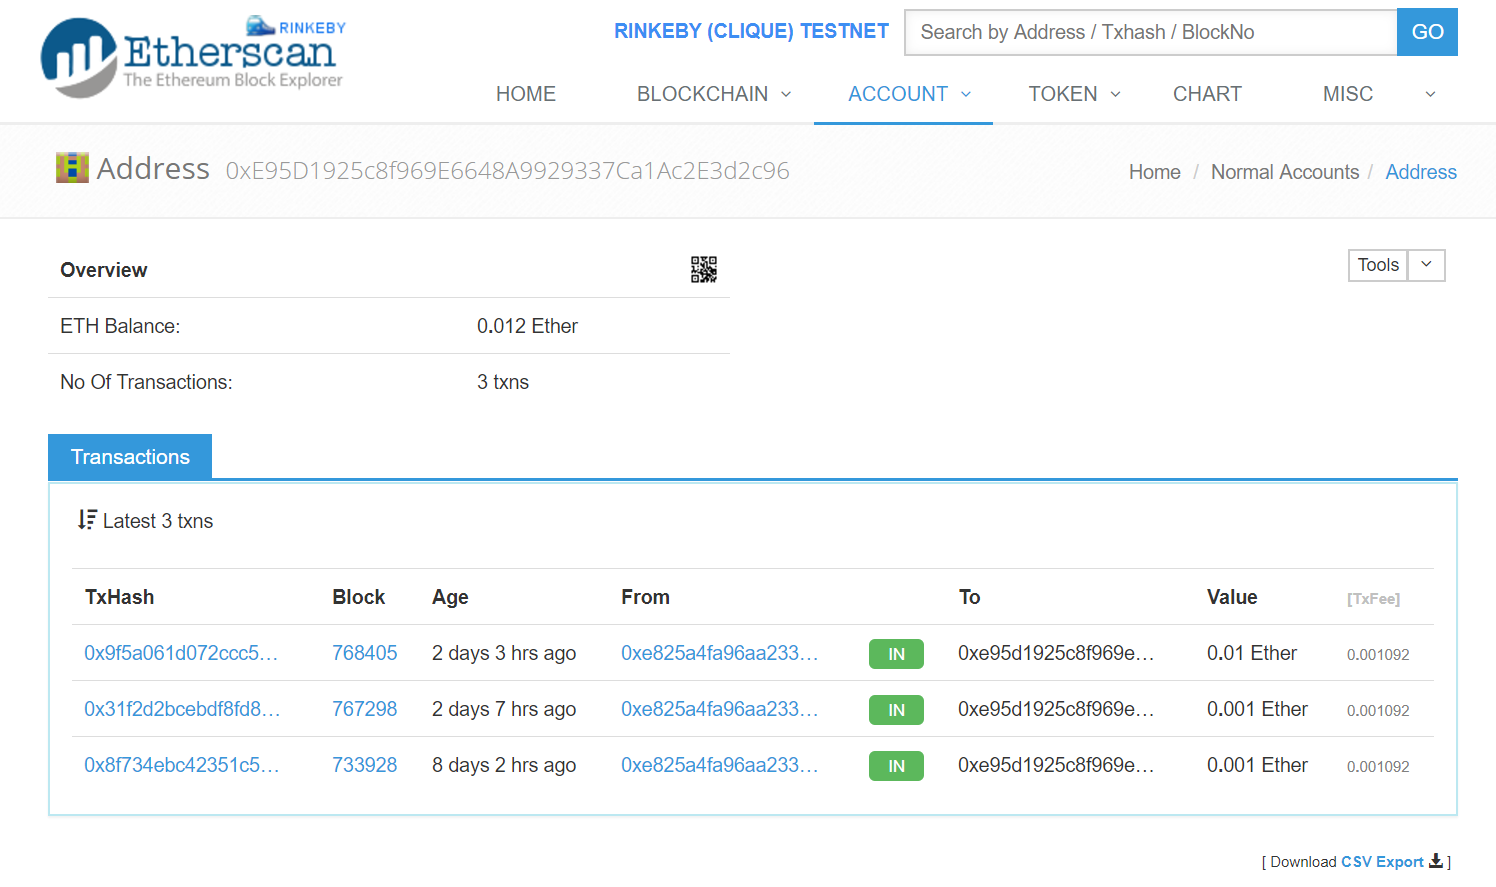 RINKEBY
Etherscan
The Ethereum Block Explorer
RINKEBY (CLIQUE) TESTNET
Search by Address / Txhash / BlockNo
GO
HOME BLOCKCHAIN ACCOUNT TOKEN CHART MISC
Address 0xE95D1925c8f969E6648A9929337Ca1Ac2E3d2c96
Home / Normal Accounts / Address
Overview
Tools
ETH Balance: 0.012 Ether
No Of Transactions: 3 txns
Transactions
Latest 3 txns
TxHash Block Age From To Value [TxFee]
0x9f5a061d072ccc5... 768405 2 days 3 hrs ago 0xe825a4fa96aa233... IN 0xe95d1925c8f969e... 0.01 Ether 0.001092
0x31f2d2bcebdf8fd8... 767298 2 days 7 hrs ago 0xe825a4fa96aa233... IN 0xe95d1925c8f969e... 0.001 Ether 0.001092
0x8f734ebc42351c5... 733928 8 days 2 hrs ago 0xe825a4fa96aa233... IN 0xe95d1925c8f969e... 0.001 Ether 0.001092
[ Download CSV Export ]